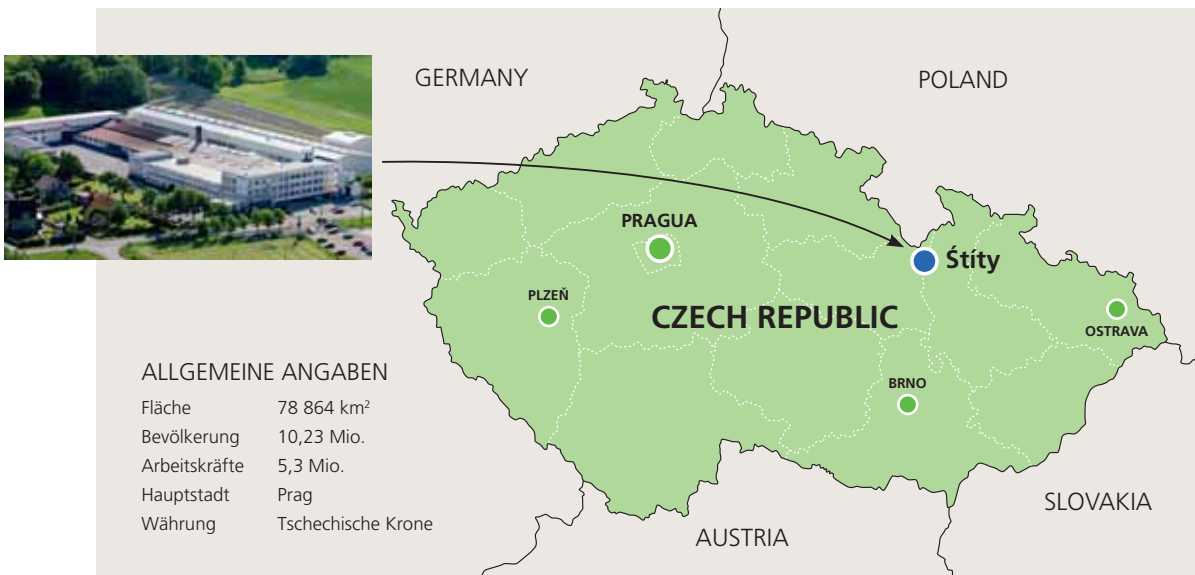 GERMANY
POLAND
PRAGUA
Śtíty
PLZEŇ
CZECH REPUBLIC
OSTRAVA
BRNO
ALLGEMEINE ANGABEN
Fläche 78 864 km²
Bevölkerung 10,23 Mio.
Arbeitskräfte 5,3 Mio.
Hauptstadt Prag
Währung Tschechische Krone
SLOVAKIA
AUSTRIA